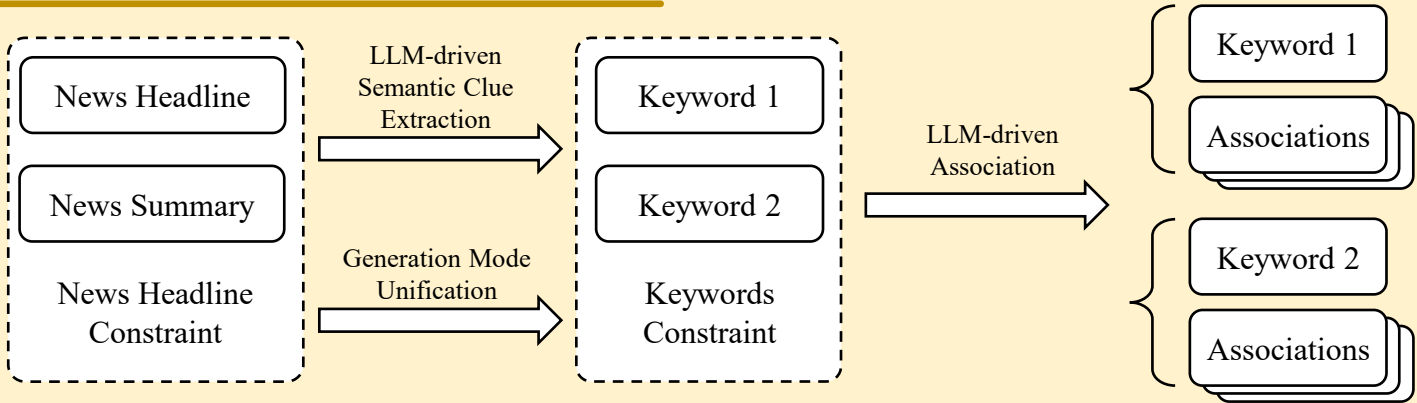 News Headline
News Summary
News Headline
Constraint
LLM-driven
Semantic Clue
Extraction
Generation Mode
Unification
Keyword 1
Keyword 2
Keywords
Constraint
LLM-driven
Association
Keyword 1
Associations
Keyword 2
Associations